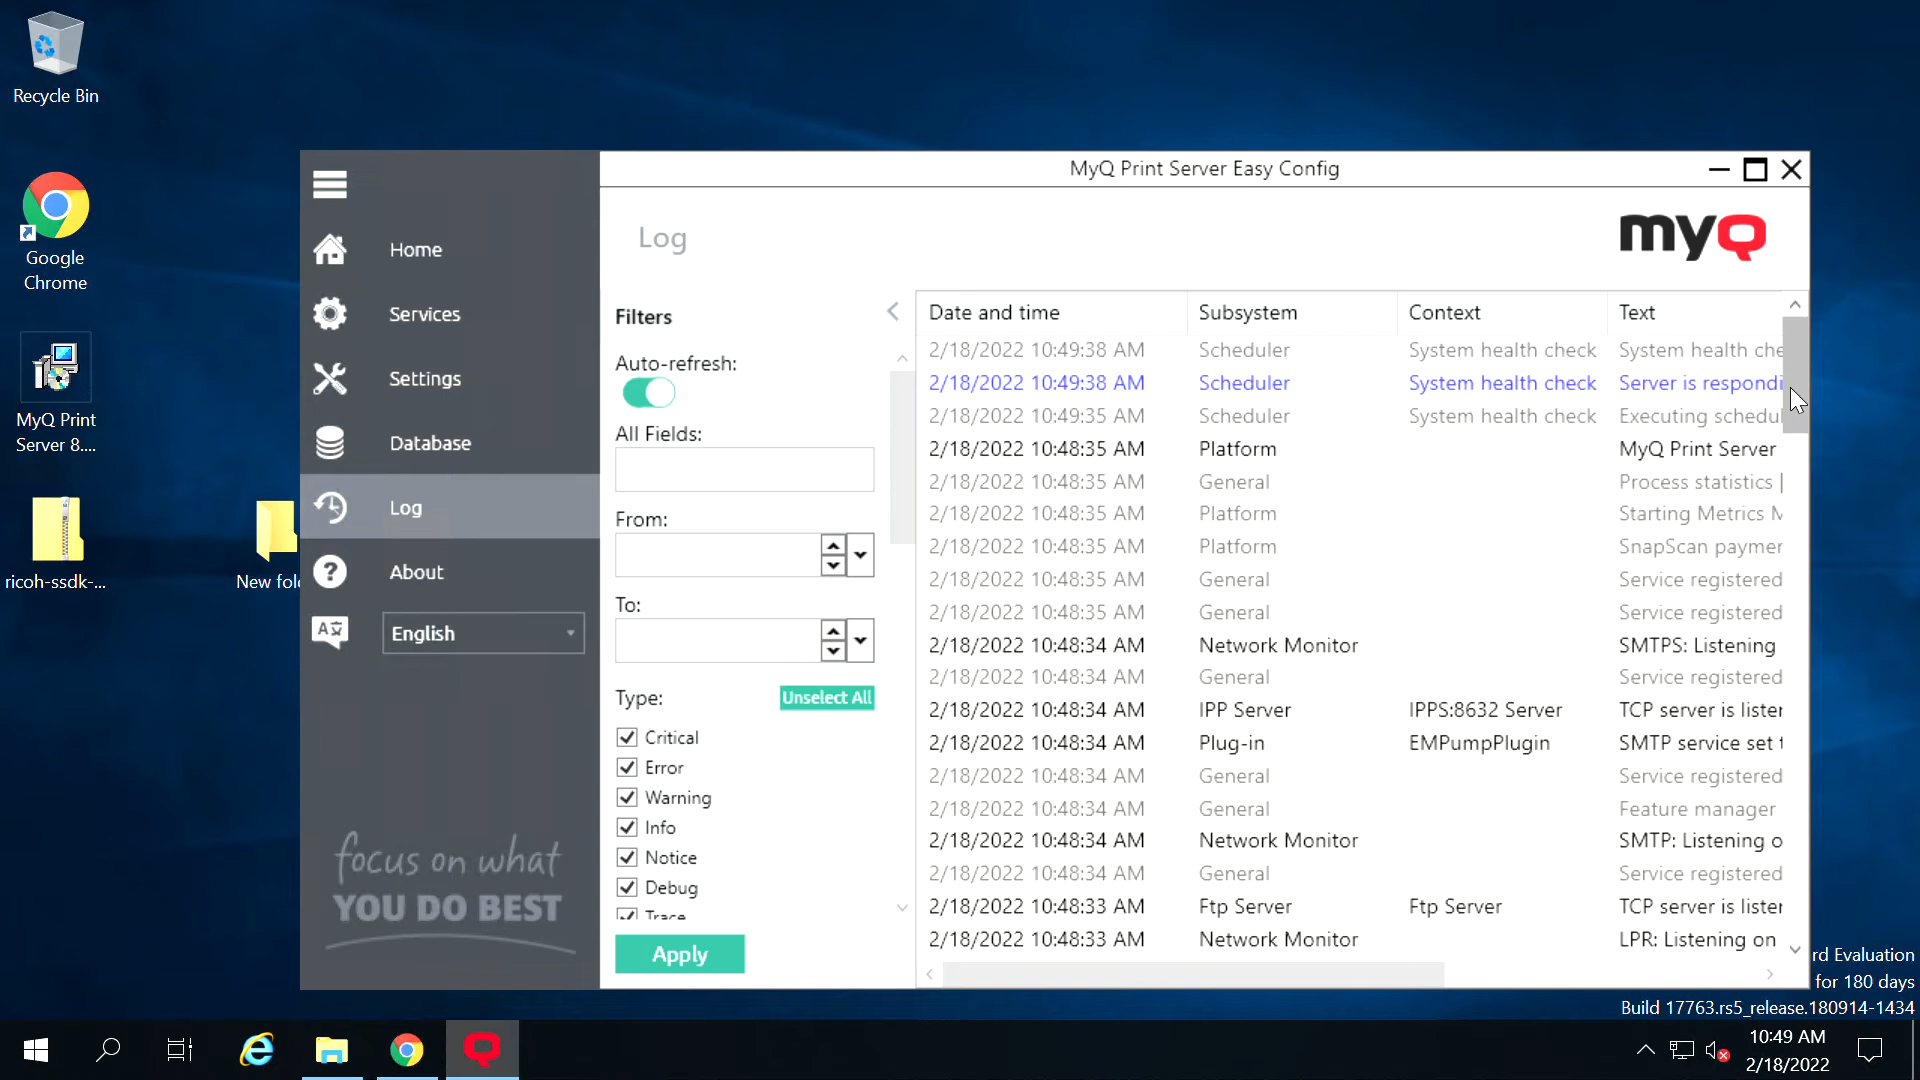 Recycle Bin
Google
Chrome
MyQ Print
Server 8....
ricoh-ssdk-...
New fol
MyQ Print Server Easy Config
Home
Services
Settings
Database
Log
About
English
focus on what
YOU DO BEST
Log
myQ
Filters
Auto-refresh:
All Fields:
From:
To:
Type:
Unselect All
Critical
Error
Warning
Info
Notice
Debug
Trace
Apply
Date and time Subsystem Context Text
2/18/2022 10:49:38 AM Scheduler System health check System health che
2/18/2022 10:49:38 AM Scheduler System health check Server is respondi
2/18/2022 10:49:35 AM Scheduler System health check Executing schedul
2/18/2022 10:48:35 AM Platform MyQ Print Server
2/18/2022 10:48:35 AM General Process statistics |
2/18/2022 10:48:35 AM Platform Starting Metrics M
2/18/2022 10:48:35 AM Platform SnapScan paymer
2/18/2022 10:48:35 AM General Service registered
2/18/2022 10:48:35 AM General Service registered
2/18/2022 10:48:34 AM Network Monitor SMTPS: Listening
2/18/2022 10:48:34 AM General Service registered
2/18/2022 10:48:34 AM IPP Server IPPS:8632 Server TCP server is lister
2/18/2022 10:48:34 AM Plug-in EMPumpPlugin SMTP service set t
2/18/2022 10:48:34 AM General Service registered
2/18/2022 10:48:34 AM General Feature manager
2/18/2022 10:48:34 AM Network Monitor SMTP: Listening o
2/18/2022 10:48:34 AM General Service registered
2/18/2022 10:48:33 AM Ftp Server Ftp Server TCP server is lister
2/18/2022 10:48:33 AM Network Monitor LPR: Listening on
rd Evaluation
for 180 days
Build 17763.rs5_release.180914-1434
10:49 AM
2/18/2022